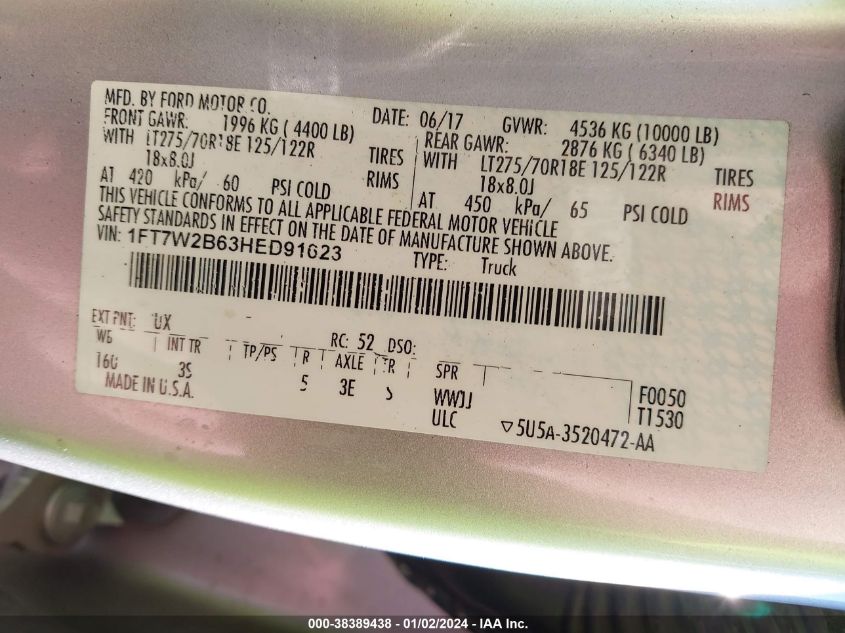 MFD. BY FORD MOTOR CO.
DATE: 06/17 GVWR: 4536 KG (10000 LB)
FRONT GAWR: 1996 KG (4400 LB) REAR GAWR: 2876 KG (6340 LB)
WITH LT275/70R18E 125/122R TIRES WITH LT275/70R18E 125/122R TIRES
18x8.0J RIMS 18x8.0J RIMS
AT 420 kPa/ 60 PSI COLD AT 450 kPa/ 65 PSI COLD
THIS VEHICLE CONFORMS TO ALL APPLICABLE FEDERAL MOTOR VEHICLE
SAFETY STANDARDS IN EFFECT ON THE DATE OF MANUFACTURE SHOWN ABOVE.
VIN: 1FT7W2B63HED91623 TYPE: Truck
EXT PNT: UX RC: 52 DSO:
WB INT TR TP/PS R AXLE TR SPR
160 3S 5 3E WWJJ F0050
MADE IN U.S.A. ULC T1530
▽5U5A-3520472-AA
000-38389438 - 01/02/2024 - IAA Inc.